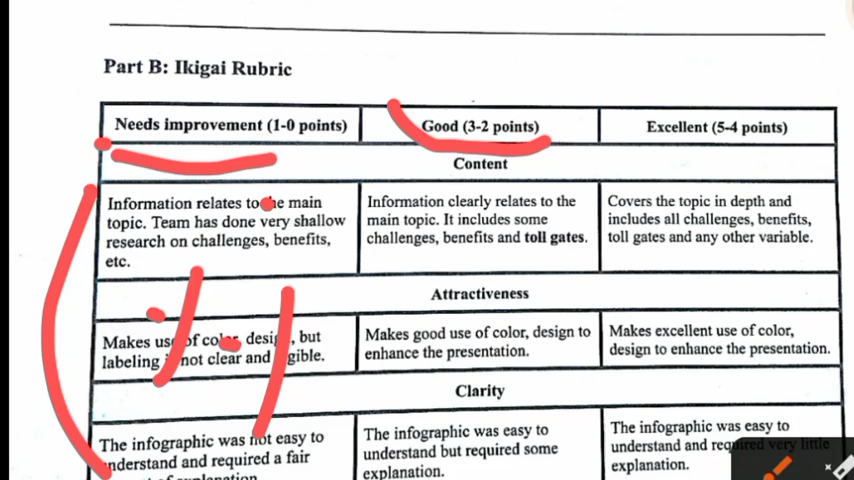 Part B: Ikigai Rubric
Needs improvement (1-0 points)
Good (3-2 points)
Excellent (5-4 points)
Content
Information relates to main
topic. Team has done very shallow
research on challenges, benefits,
etc.
Information clearly relates to the
main topic. It includes some
challenges, benefits and toll gates.
Covers the topic in depth and
includes all challenges, benefits,
toll gates and any other variable.
Attractiveness
Makes use of color, design, but
labeling not clear and
Makes good use of color, design to
enhance the presentation.
Makes excellent use of color,
design to enhance the presentation.
Clarity
The infographic was not easy to
understand and required a fair
The infographic was easy to
understand but required some
explanation.
The infographic was easy to
understand and required very little
explanation.